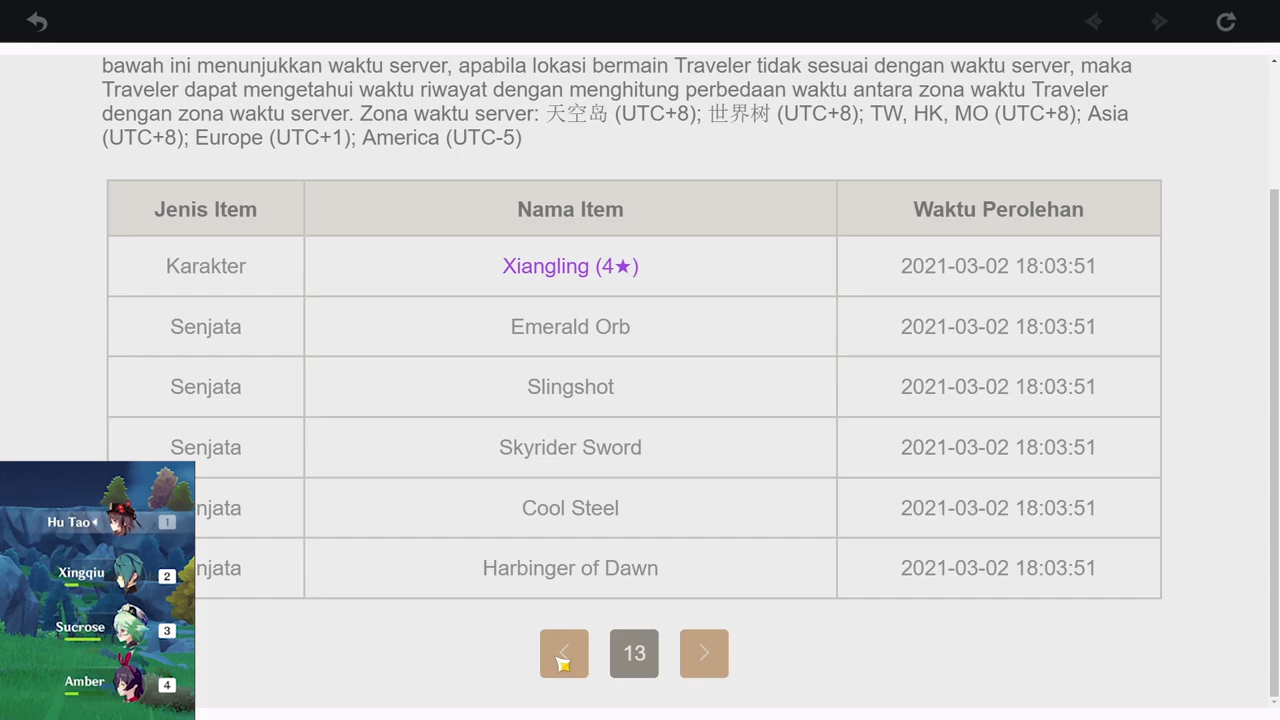 bawah ini menunjukkan waktu server, apabila lokasi bermain Traveler tidak sesuai dengan waktu server, maka
Traveler dapat mengetahui waktu riwayat dengan menghitung perbedaan waktu antara zona waktu Traveler
dengan zona waktu server. Zona waktu server: 天空岛 (UTC+8); 世界树 (UTC+8); TW, HK, MO (UTC+8); Asia
(UTC+8); Europe (UTC+1); America (UTC-5)
Jenis Item Nama Item Waktu Perolehan
Karakter Xiangling (4★) 2021-03-02 18:03:51
Senjata Emerald Orb 2021-03-02 18:03:51
Senjata Slingshot 2021-03-02 18:03:51
Senjata Skyrider Sword 2021-03-02 18:03:51
njata Cool Steel 2021-03-02 18:03:51
njata Harbinger of Dawn 2021-03-02 18:03:51
13
Hu Tao 1
Xingqiu 2
Sucrose 3
Amber 4